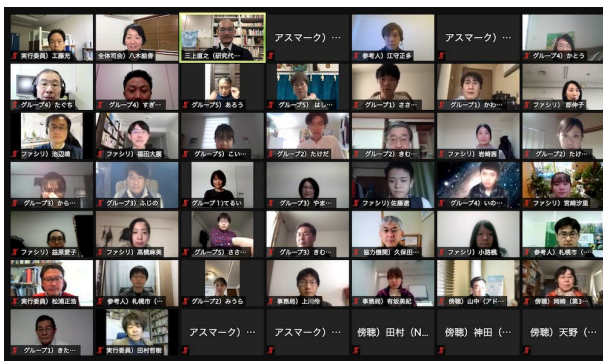 実行委員）工藤充
全体司会）八木絵香
三上直之（研究代…
アスマーク）…
参考人）江守正多
アスマーク）…
グループ4）かとう
グループ4）たぐち
グループ4）すぎ…
グループ5）あろう
グループ5）はし…
グループ1）ささ…
グループ1）かわ…
ファシリ）那伸子
ファシリ）池辺靖
ファシリ）福田大展
グループ5）こい…
グループ2）たけだ
グループ2）きむ…
ファシリ）岩崎茜
グループ2）たけ…
グループ3）から…
グループ3）ふじの
グループ1）てるい
グループ3）やま…
ファシリ）佐藤遼
グループ4）いの…
ファシリ）宮崎汐里
ファシリ）益原愛子
ファシリ）高橋麻美
グループ5）ささ…
グループ3）きむ…
協力機関）久保田…
ファシリ）小路楓
参考人）札幌市（…
実行委員）松浦正浩
参考人）札幌市（…
グループ2）みうら
事務局）上川伶
事務局）有坂美紀
傍聴）山中（アド…
傍聴）岡崎（第3…
グループ1）きた…
実行委員）田村哲樹
アスマーク）…
アスマーク）…
傍聴）田村（N…
傍聴）神田（…
傍聴）天野（…